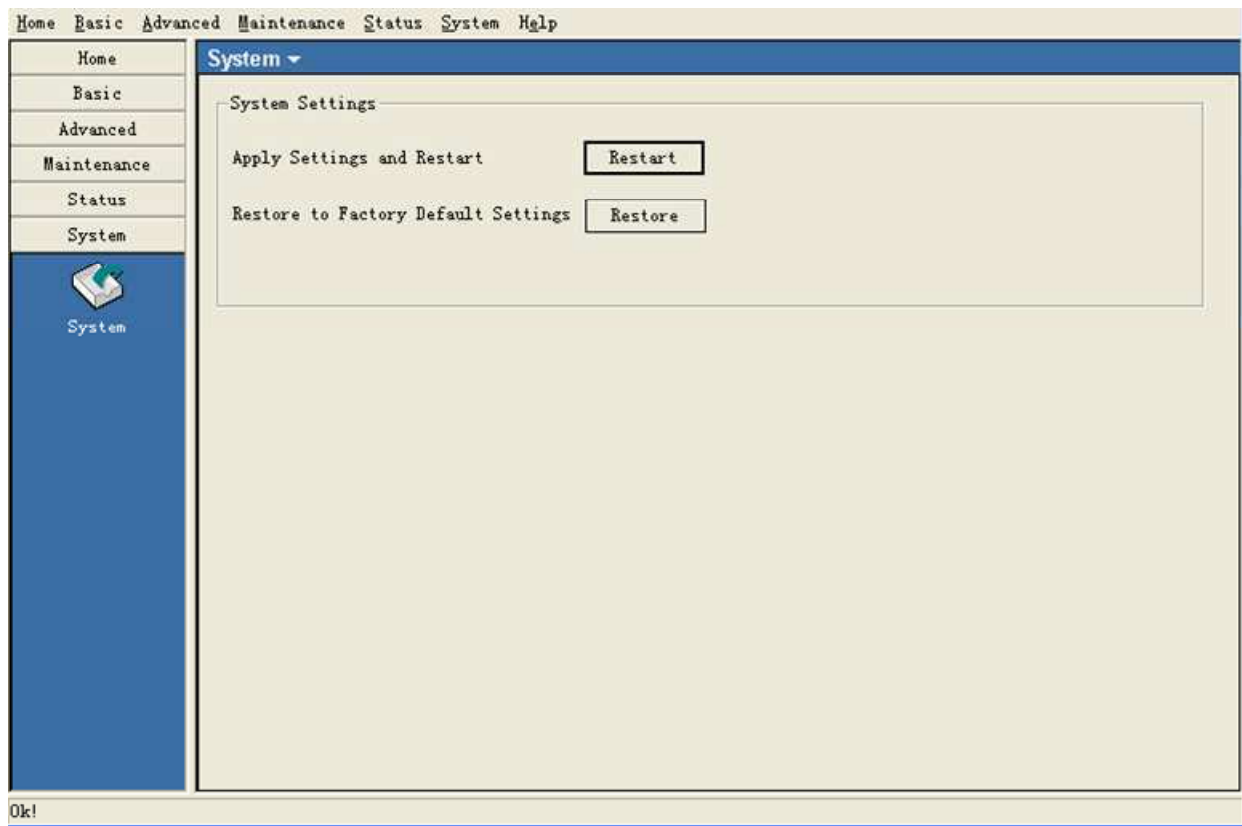 Home Basic Advanced Maintenance Status System Help
Home
Basic
Advanced
Maintenance
Status
System
System
System
System Settings
Apply Settings and Restart Restart
Restore to Factory Default Settings Restore
Ok!